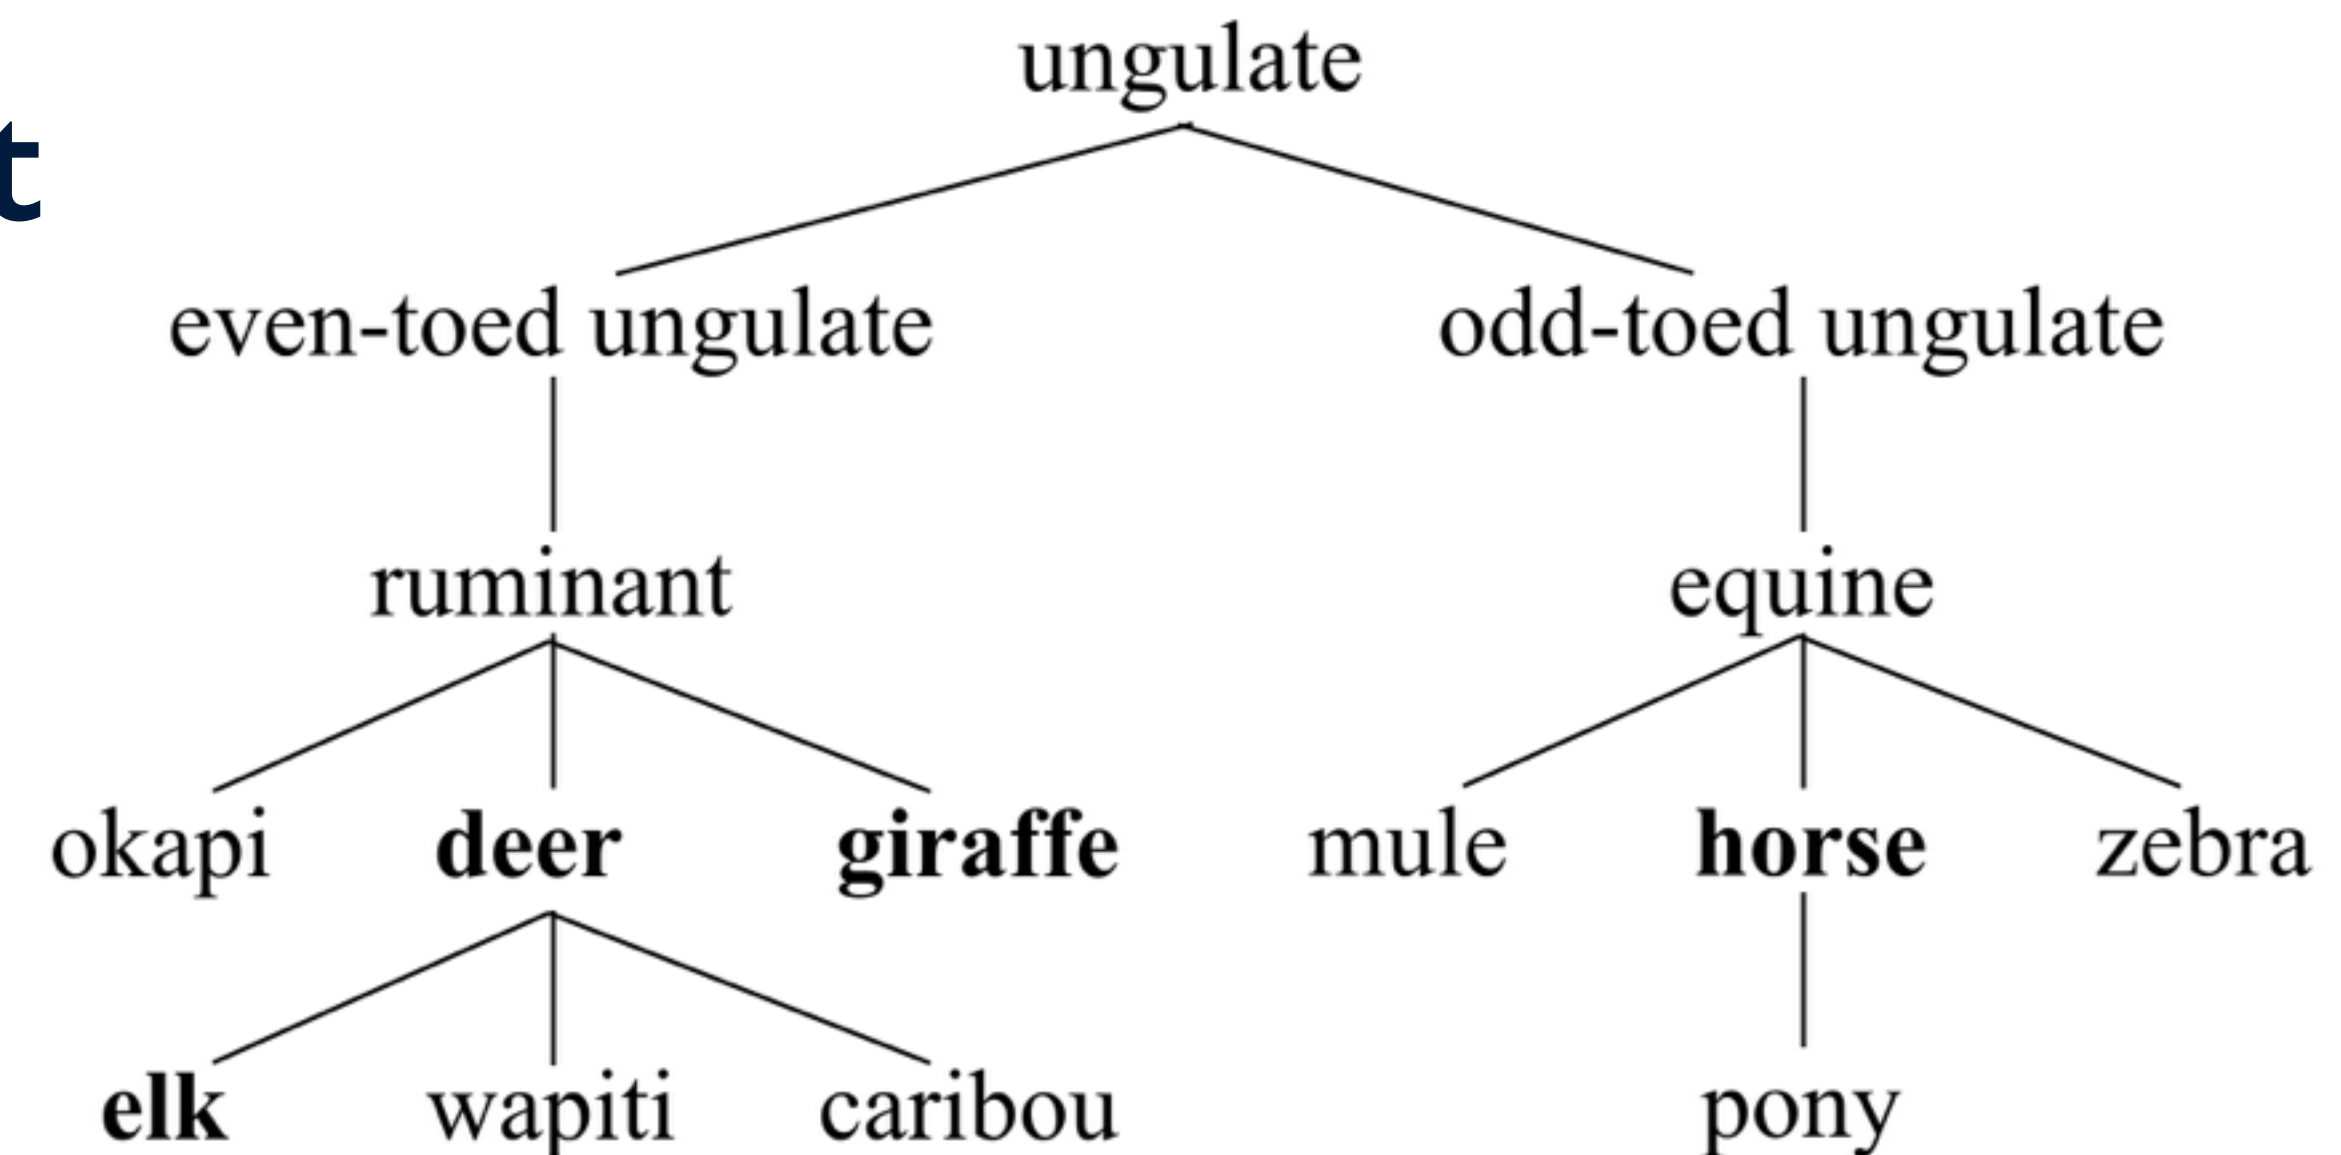 ungulate
t
even-toed ungulate odd-toed ungulate
ruminant equine
okapi deer giraffe mule horse zebra
elk wapiti caribou pony